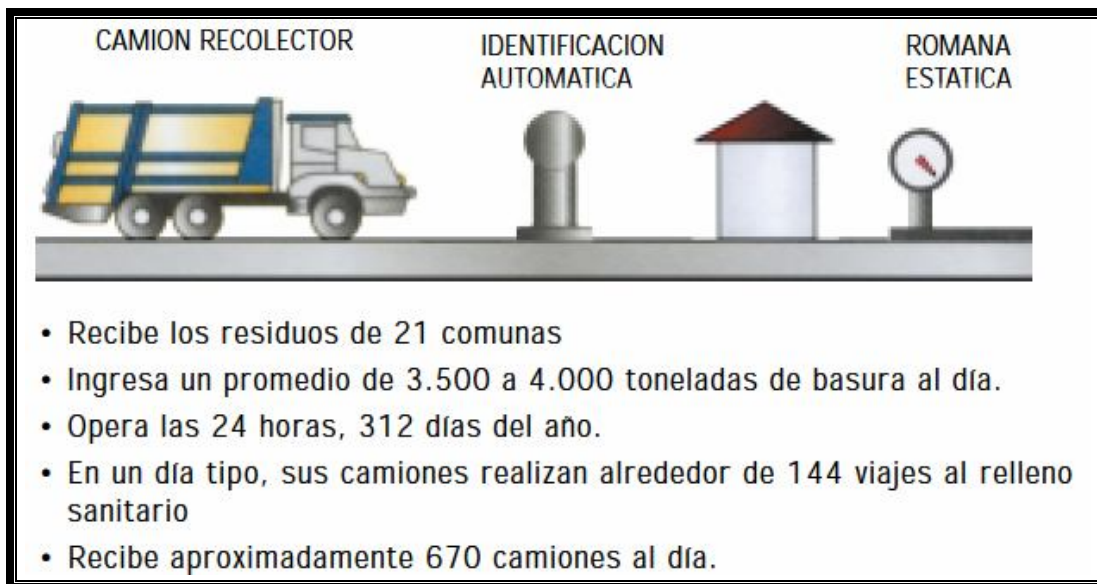 CAMION RECOLECTOR
IDENTIFICACION
AUTOMATICA
ROMANA
ESTATICA
• Recibe los residuos de 21 comunas
• Ingresa un promedio de 3.500 a 4.000 toneladas de basura al día.
• Opera las 24 horas, 312 días del año.
• En un día tipo, sus camiones realizan alrededor de 144 viajes al relleno
sanitario
• Recibe aproximadamente 670 camiones al día.